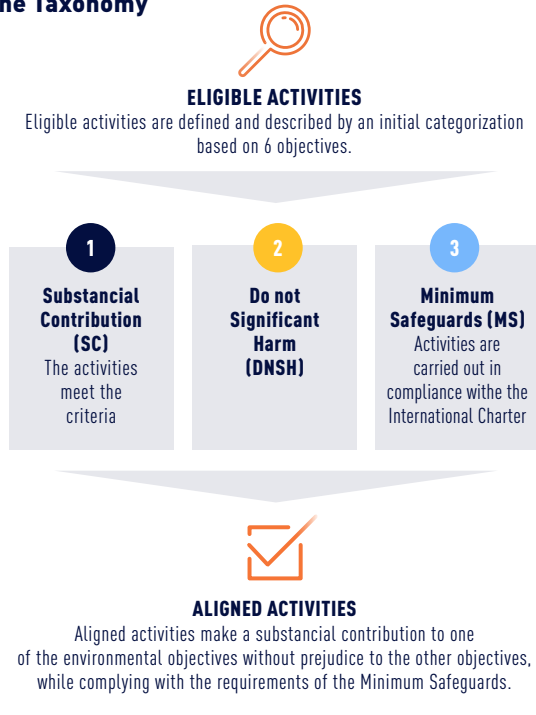 he Taxonomy
ELIGIBLE ACTIVITIES
Eligible activities are defined and described by an initial categorization
based on 6 objectives.
1
Substancial
Contribution
(SC)
The activities
meet the
criteria
2
Do not
Significant
Harm
(DNSH)
3
Minimum
Safeguards (MS)
Activities are
carried out in
compliance withe the
International Charter
ALIGNED ACTIVITIES
Aligned activities make a substancial contribution to one
of the environmental objectives without prejudice to the other objectives,
while complying with the requirements of the Minimum Safeguards.